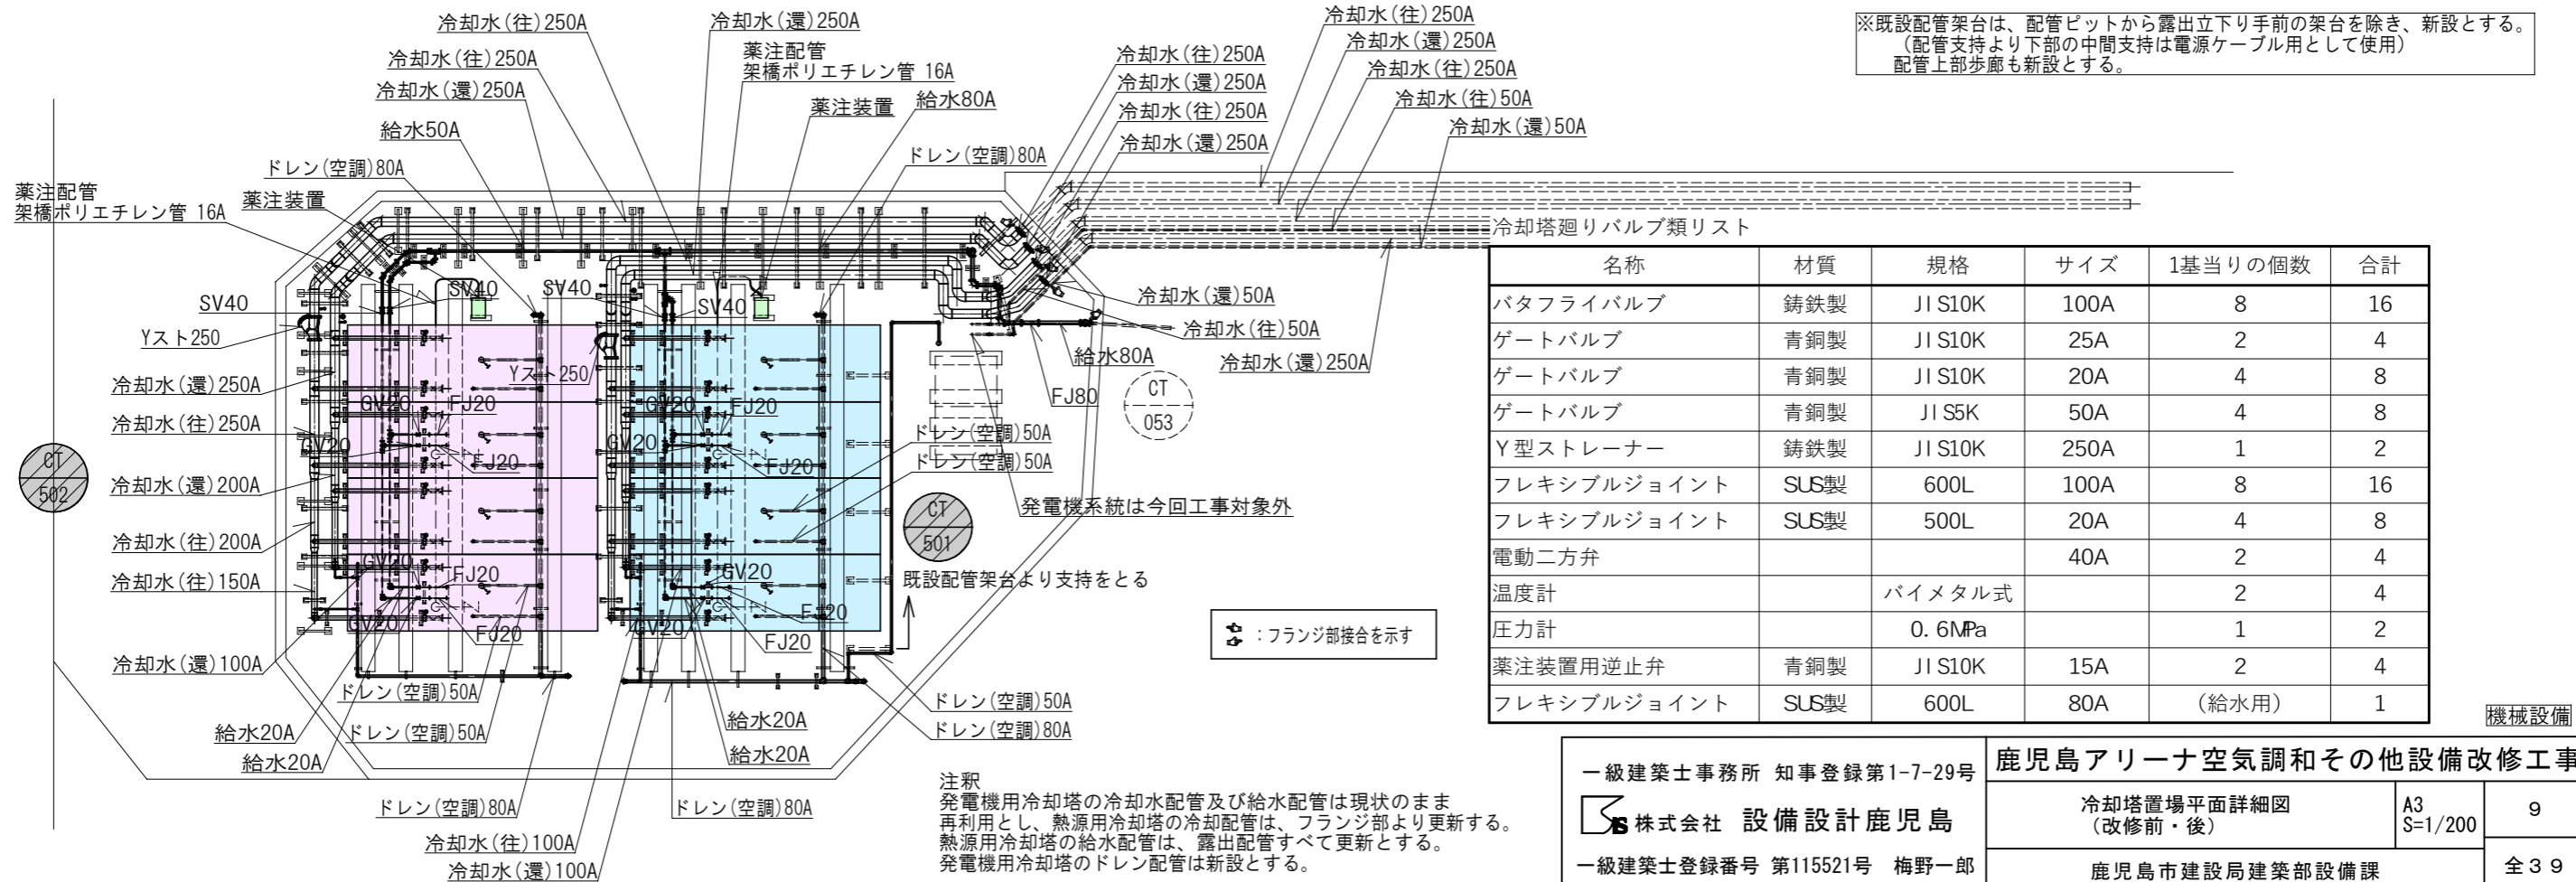 ※既設配管架台は、配管ピットから露出立下り手前の架台を除き、新設とする。
(配管支持より下部の中間支持は電源ケーブル用として使用)
配管上部歩廊も新設とする。
冷却水(往)250A
冷却水(還)250A
冷却水(往)250A
冷却水(還)250A
薬注配管
架橋ポリエチレン管 16A
給水50A
ドレン(空調)80A
薬注装置
給水80A
ドレン(空調)80A
冷却水(往)250A
冷却水(還)250A
冷却水(往)250A
冷却水(還)250A
冷却水(往)250A
冷却水(還)250A
冷却水(往)250A
冷却水(往)50A
冷却水(還)50A
薬注配管
架橋ポリエチレン管 16A
薬注装置
SV40
SV40
SV40
SV40
Yスト250
Yスト250
冷却水(還)250A
冷却水(往)250A
冷却水(還)200A
冷却水(往)200A
冷却水(往)150A
冷却水(還)100A
CT
502
GV20
FJ20
GV20
FJ20
GV20
FJ20
GV20
FJ20
GV20
FJ20
GV20
FJ20
GV20
FJ20
GV20
FJ20
冷却水(還)50A
冷却水(往)50A
給水80A
冷却水(還)250A
FJ80
CT
053
ドレン(空調)50A
ドレン(空調)50A
発電機系統は今回工事対象外
CT
501
既設配管架台より支持をとる
:フランジ部接合を示す
ドレン(空調)50A
ドレン(空調)50A
給水20A
給水20A
給水20A
給水20A
ドレン(空調)50A
ドレン(空調)80A
ドレン(空調)80A
ドレン(空調)80A
冷却水(往)100A
冷却水(還)100A
注釈
発電機用冷却塔の冷却水配管及び給水配管は現状のまま
再利用とし、熱源用冷却塔の冷却配管は、フランジ部より更新する。
熱源用冷却塔の給水配管は、露出配管すべて更新とする。
発電機用冷却塔のドレン配管は新設とする。
冷却塔廻りバルブ類リスト
名称 材質 規格 サイズ 1基当りの個数 合計
バタフライバルブ 鋳鉄製 JIS10K 100A 8 16
ゲートバルブ 青銅製 JIS10K 25A 2 4
ゲートバルブ 青銅製 JIS10K 20A 4 8
ゲートバルブ 青銅製 JIS5K 50A 4 8
Y型ストレーナー 鋳鉄製 JIS10K 250A 1 2
フレキシブルジョイント SUS製 600L 100A 8 16
フレキシブルジョイント SUS製 500L 20A 4 8
電動二方弁 40A 2 4
温度計 バイメタル式 2 4
圧力計 0.6MPa 1 2
薬注装置用逆止弁 青銅製 JIS10K 15A 2 4
フレキシブルジョイント SUS製 600L 80A (給水用) 1
機械設備
一級建築士事務所 知事登録第1-7-29号
株式会社 設備設計鹿児島
一級建築士登録番号 第115521号 梅野一郎
鹿児島アリーナ空気調和その他設備改修工事
冷却塔置場平面詳細図
(改修前・後)
A3
S=1/200
9
鹿児島市建設局建築部設備課
全39